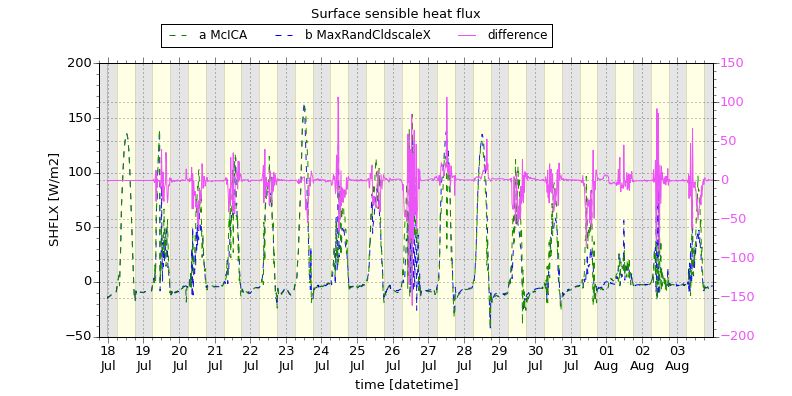 Surface sensible heat flux
a McICA b MaxRandCldscaleX difference
200 150
150 100
100 50
50 0
0 −50
−50 −100
−150
−200
SHFLX [W/m2]
18 19 20 21 22 23 24 25 26 27 28 29 30 31 01 02 03
Jul Jul Jul Jul Jul Jul Jul Jul Jul Jul Jul Jul Jul Jul Aug Aug Aug
time [datetime]